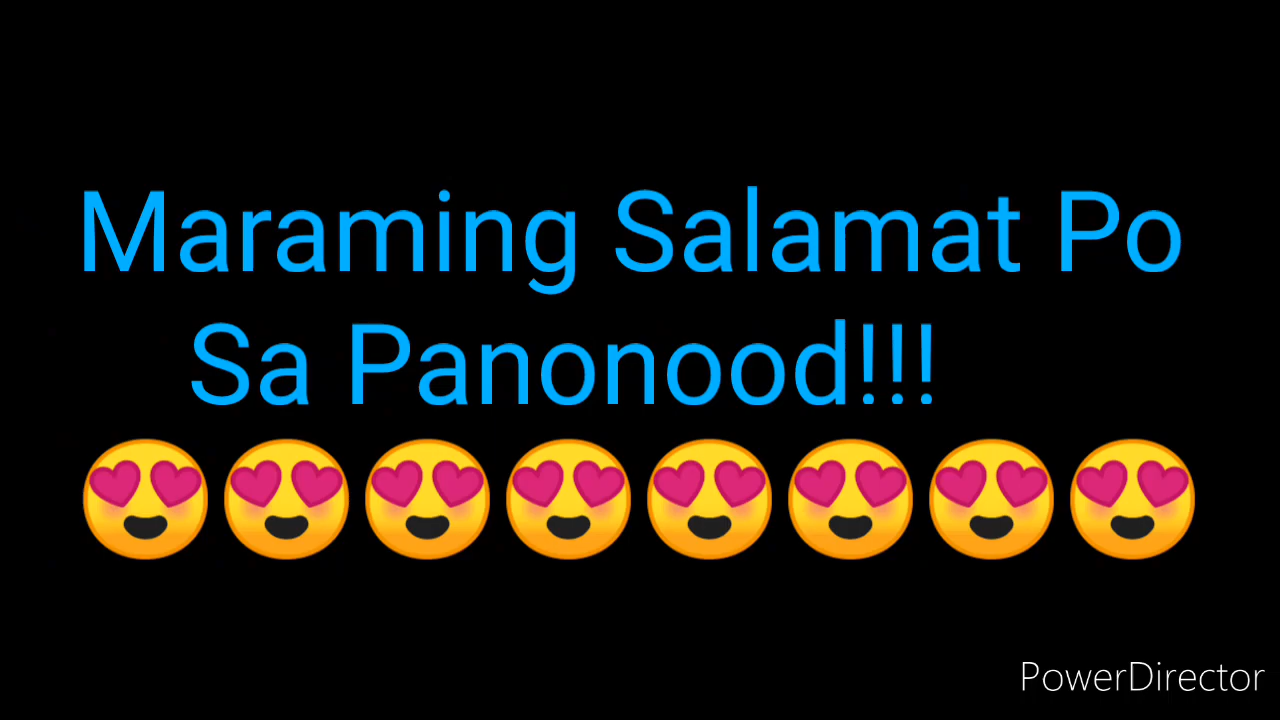 Maraming Salamat Po
Sa Panonood!!!
😍😍😍😍😍😍😍😍
PowerDirector